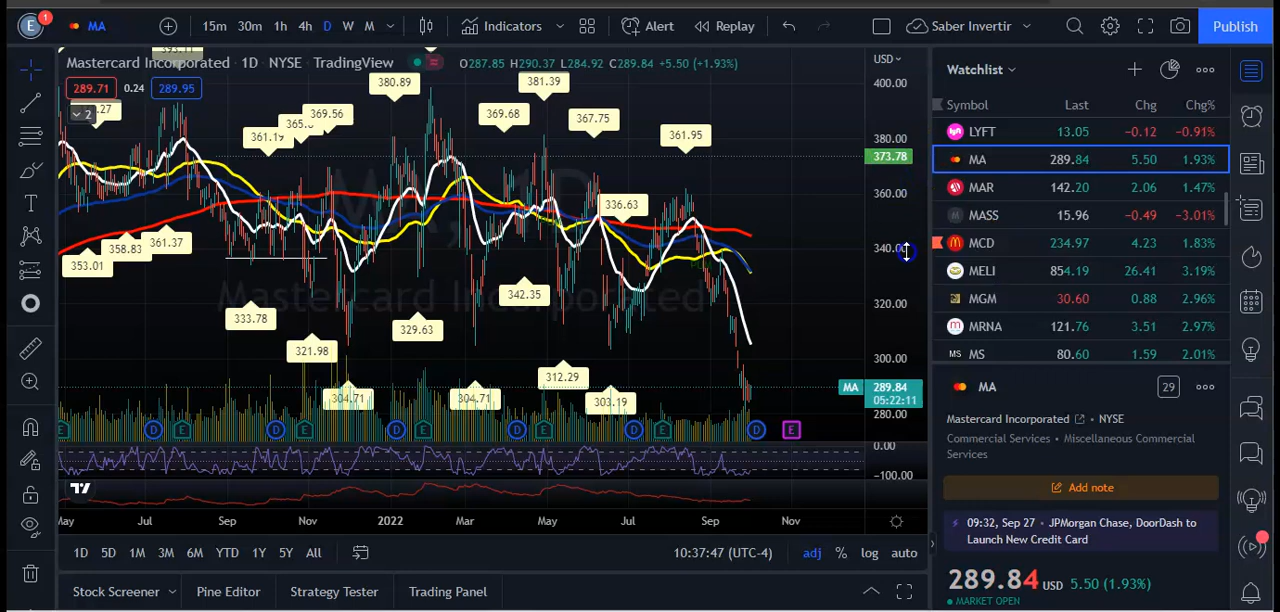 E 1 MA 15m 30m 1h 4h D W M Indicators Alert Replay Saber Invertir Publish
Mastercard Incorporated · 1D · NYSE · TradingView O287.85 H290.37 L284.92 C289.84 +5.50 (+1.93%)
289.71 0.24 289.95
2
393.11
380.89
381.39
369.56
369.68
367.75
361.19
361.95
336.63
353.01
358.83
361.37
333.78
342.35
329.63
321.98
312.29
304.71
304.71
303.19
Mastercard Incorporated
USD
400.00
380.00
373.78
360.00
340.00
320.00
300.00
MA 289.84
05:22:11
280.00
0.00
-100.00
E D E D E D E D E D E D E
May Jul Sep Nov 2022 Mar May Jul Sep Nov
1D 5D 1M 3M 6M YTD 1Y 5Y All 10:37:47 (UTC-4) adj % log auto
Stock Screener Pine Editor Strategy Tester Trading Panel
Watchlist
Symbol Last Chg Chg%
LYFT 13.05 −0.12 −0.91%
MA 289.84 5.50 1.93%
MAR 142.20 2.06 1.47%
M MASS 15.96 −0.49 −3.01%
MCD 234.97 4.23 1.83%
MELI 854.19 26.41 3.19%
MGM 30.60 0.88 2.96%
m MRNA 121.76 3.51 2.97%
MS MS 80.60 1.59 2.01%
MA 29
Mastercard Incorporated · NYSE
Commercial Services · Miscellaneous Commercial
Services
Add note
09:32, Sep 27 · JPMorgan Chase, DoorDash to
Launch New Credit Card
289.84 USD 5.50 (1.93%)
MARKET OPEN